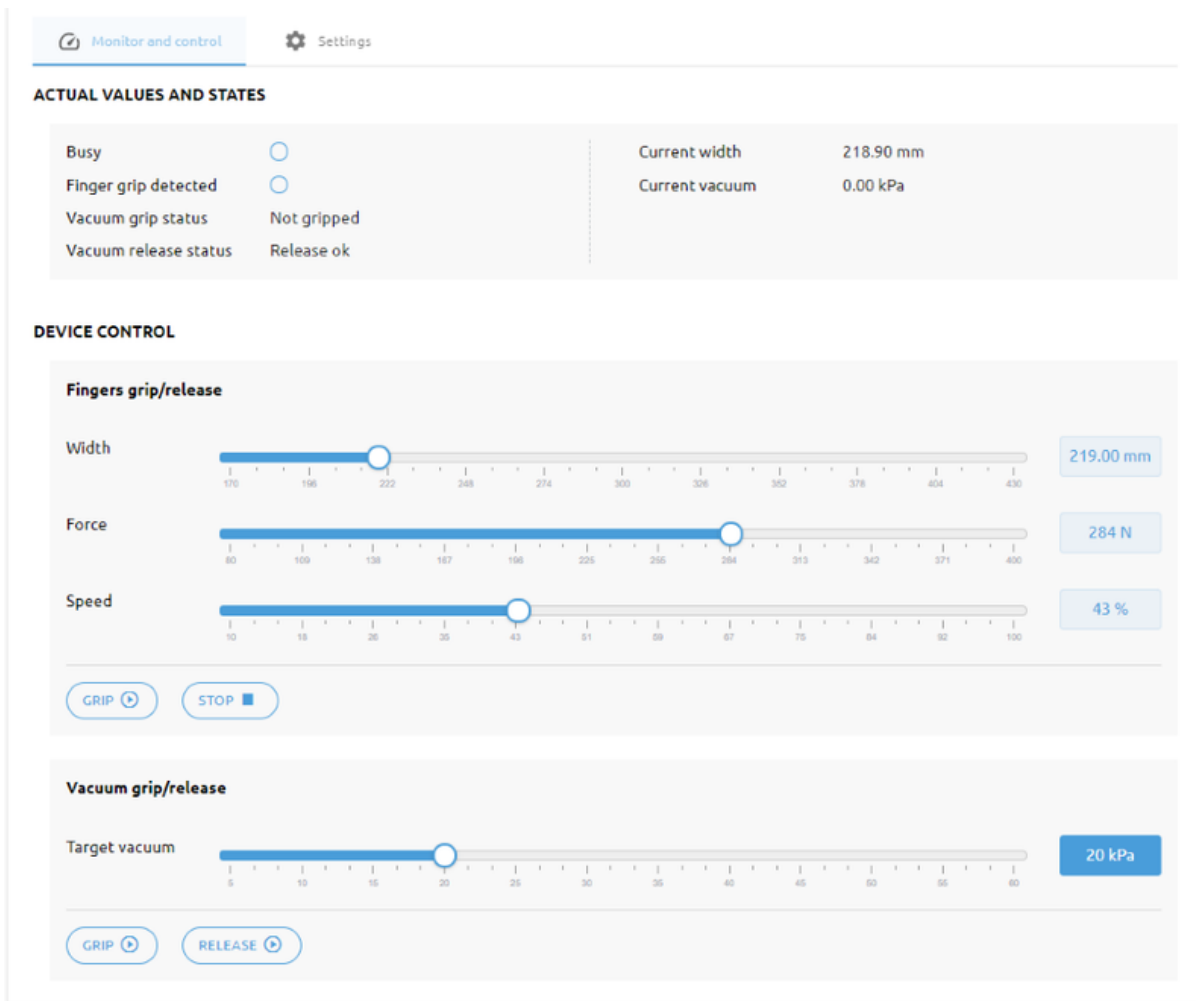 Monitor and control Settings
ACTUAL VALUES AND STATES
Busy Current width 218.90 mm
Finger grip detected Current vacuum 0.00 kPa
Vacuum grip status Not gripped
Vacuum release status Release ok
DEVICE CONTROL
Fingers grip/release
Width 219.00 mm
170 196 222 248 274 300 326 352 378 404 430
Force 284 N
80 109 138 167 196 225 255 284 313 342 371 400
Speed 43 %
10 18 26 35 43 51 59 67 75 84 92 100
GRIP STOP
Vacuum grip/release
Target vacuum 20 kPa
5 10 15 20 25 30 35 40 45 50 55 60
GRIP RELEASE